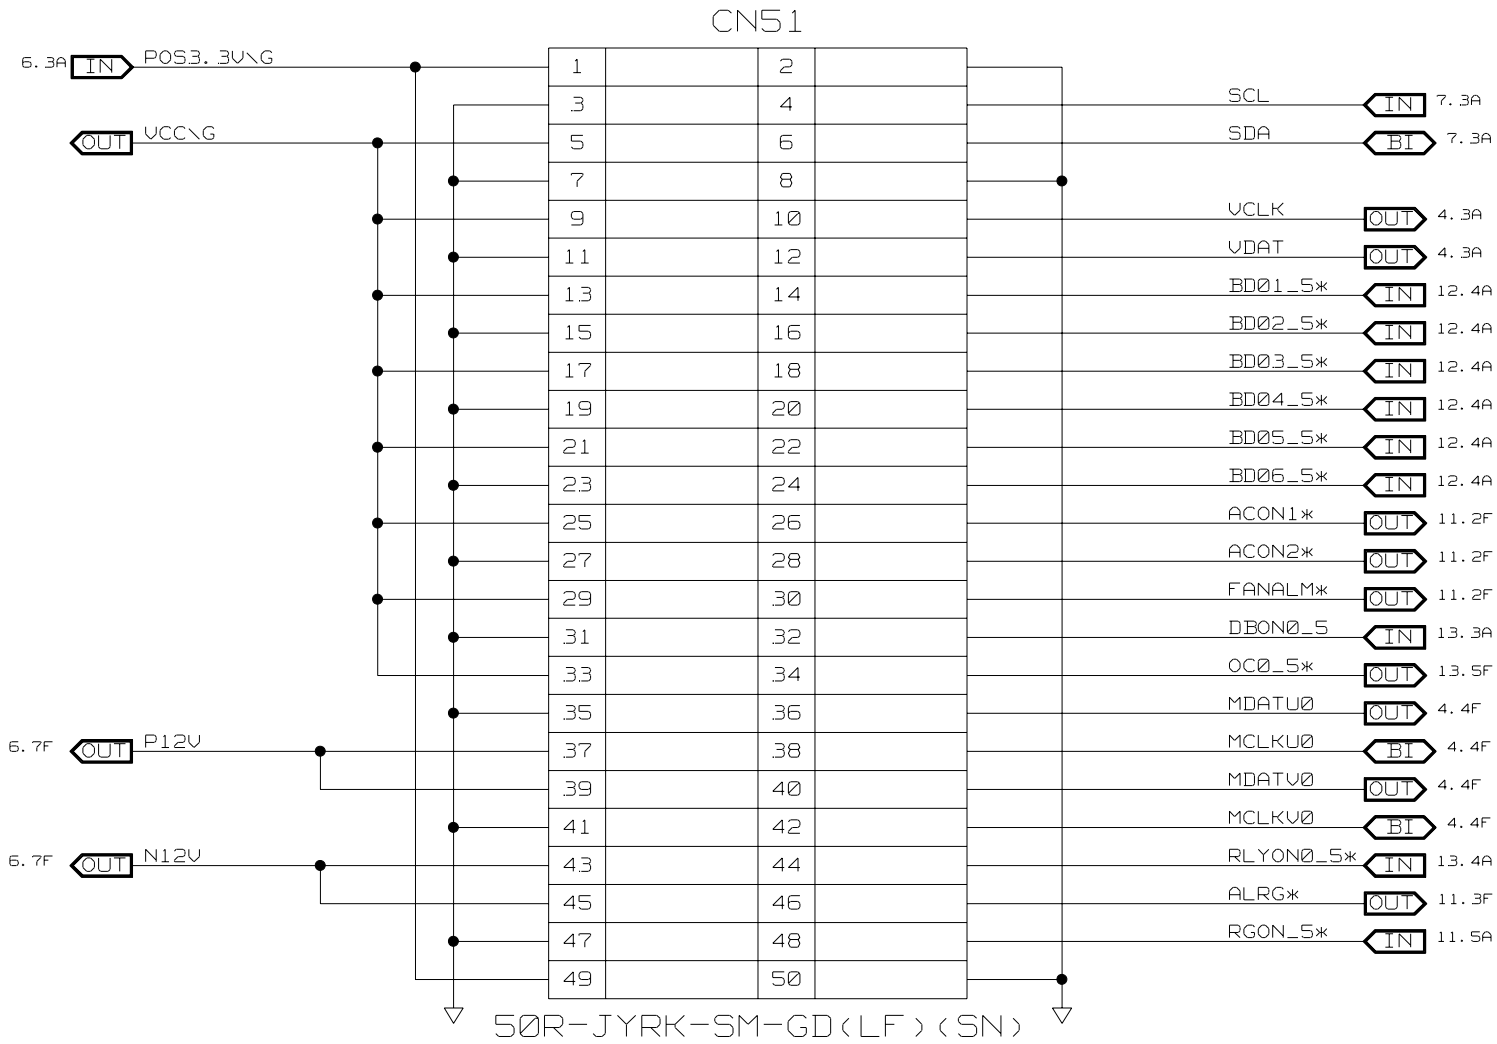 CN51
6.3A IN POS3.3V\G 1 2
3 4 SCL IN 7.3A
OUT VCC\G 5 6 SDA BI 7.3A
7 8
9 10 VCLK OUT 4.3A
11 12 VDAT OUT 4.3A
13 14 BD01_5* IN 12.4A
15 16 BD02_5* IN 12.4A
17 18 BD03_5* IN 12.4A
19 20 BD04_5* IN 12.4A
21 22 BD05_5* IN 12.4A
23 24 BD06_5* IN 12.4A
25 26 ACON1* OUT 11.2F
27 28 ACON2* OUT 11.2F
29 30 FANALM* OUT 11.2F
31 32 DBON0_5 IN 13.3A
33 34 OC0_5* OUT 13.5F
35 36 MDATU0 OUT 4.4F
6.7F OUT P12V 37 38 MCLKU0 BI 4.4F
39 40 MDATV0 OUT 4.4F
41 42 MCLKV0 BI 4.4F
6.7F OUT N12V 43 44 RLYON0_5* IN 13.4A
45 46 ALRG* OUT 11.3F
47 48 RGON_5* IN 11.5A
49 50
50R-JYRK-SM-GD(LF)(SN)